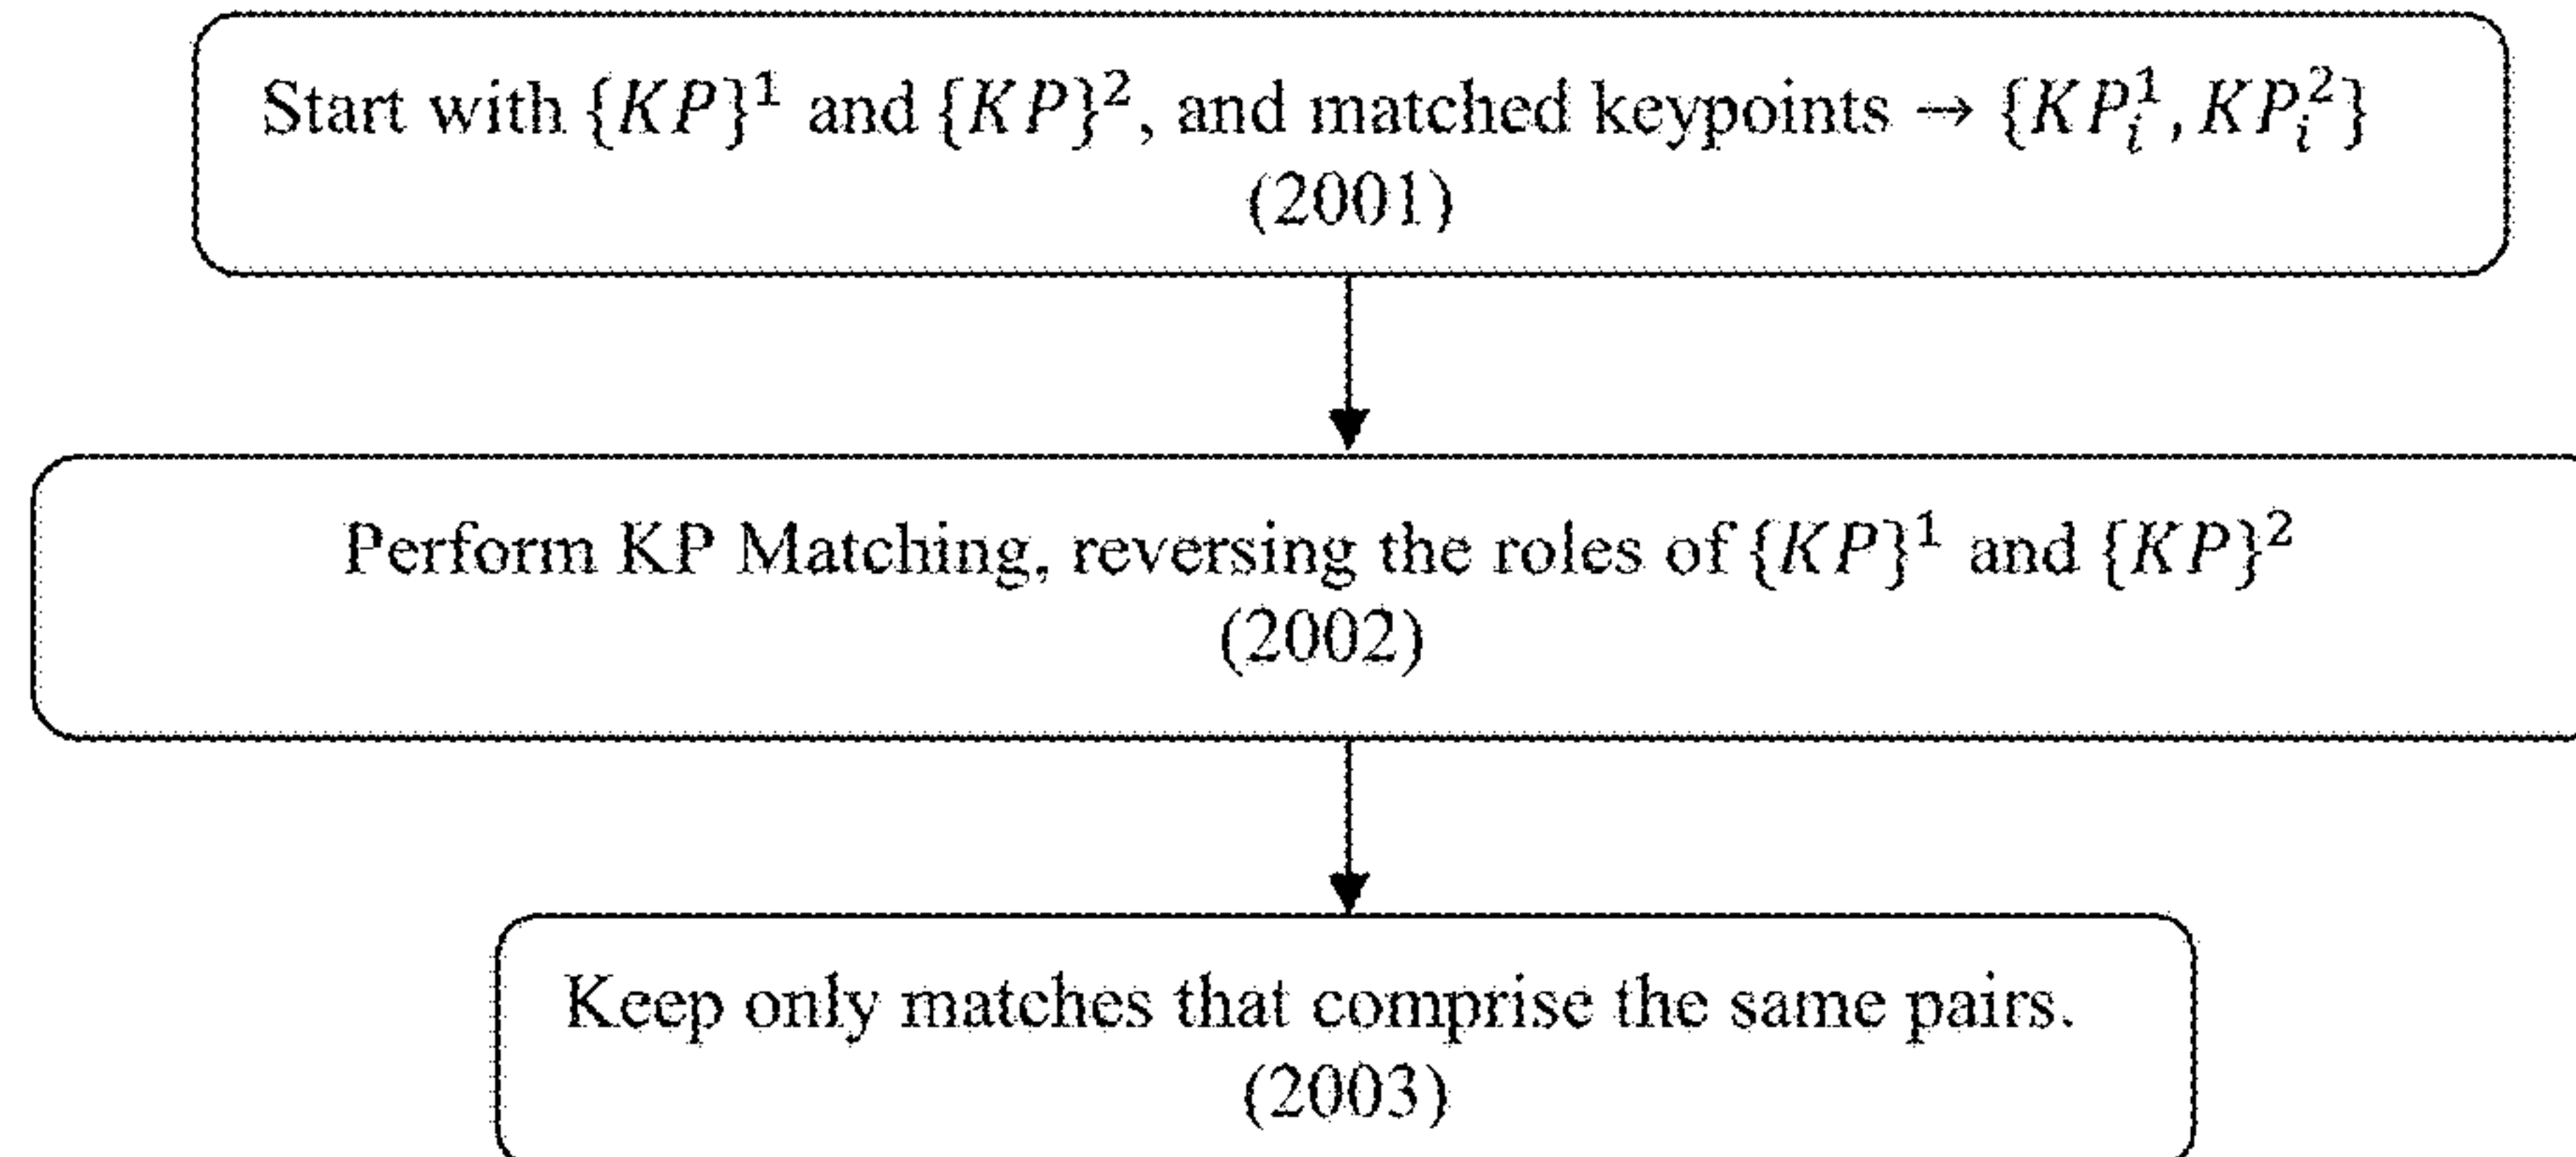 Start with {KP}¹ and {KP}², and matched keypoints → {KP¹ᵢ, KP²ᵢ}
(2001)
Perform KP Matching, reversing the roles of {KP}¹ and {KP}²
(2002)
Keep only matches that comprise the same pairs.
(2003)